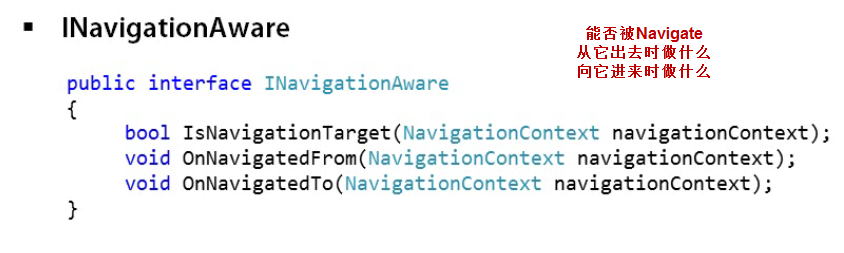 ▪ INavigationAware
能否被Navigate
从它出去时做什么
向它进来时做什么
public interface INavigationAware
{
bool IsNavigationTarget(NavigationContext navigationContext);
void OnNavigatedFrom(NavigationContext navigationContext);
void OnNavigatedTo(NavigationContext navigationContext);
}